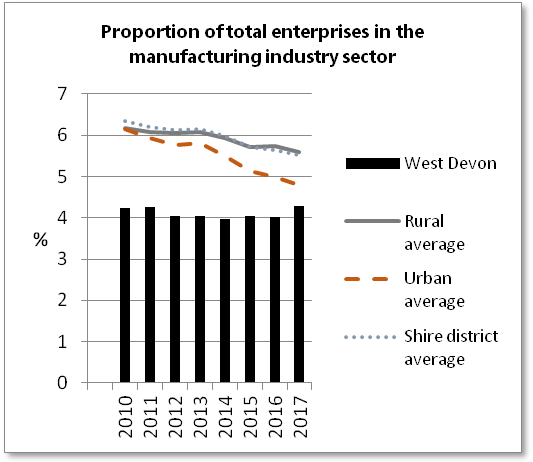 Proportion of total enterprises in the
manufacturing industry sector
7
6
5
4
3
2
1
0
%
2010
2011
2012
2013
2014
2015
2016
2017
West Devon
Rural
average
Urban
average
Shire district
average